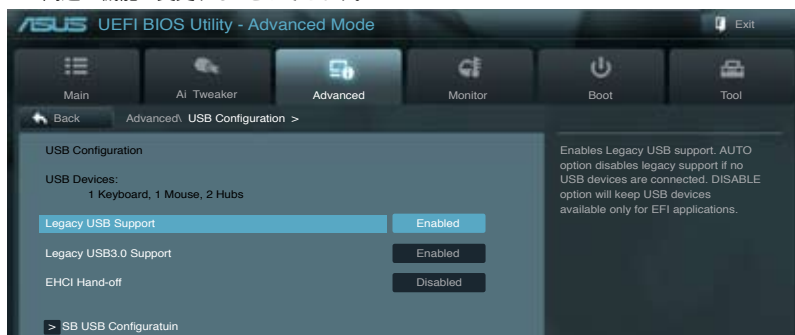 ASUS UEFI BIOS Utility - Advanced Mode
Exit
Main
Ai Tweaker
Advanced
Monitor
Boot
Tool
Back
Advanced\ USB Configuration >
USB Configuration
USB Devices:
1 Keyboard, 1 Mouse, 2 Hubs
Legacy USB Support
Enabled
Legacy USB3.0 Support
Enabled
EHCI Hand-off
Disabled
> SB USB Configuratuin
Enables Legacy USB support. AUTO
option disables legacy support if no
USB devices are connected. DISABLE
option will keep USB devices
available only for EFI applications.